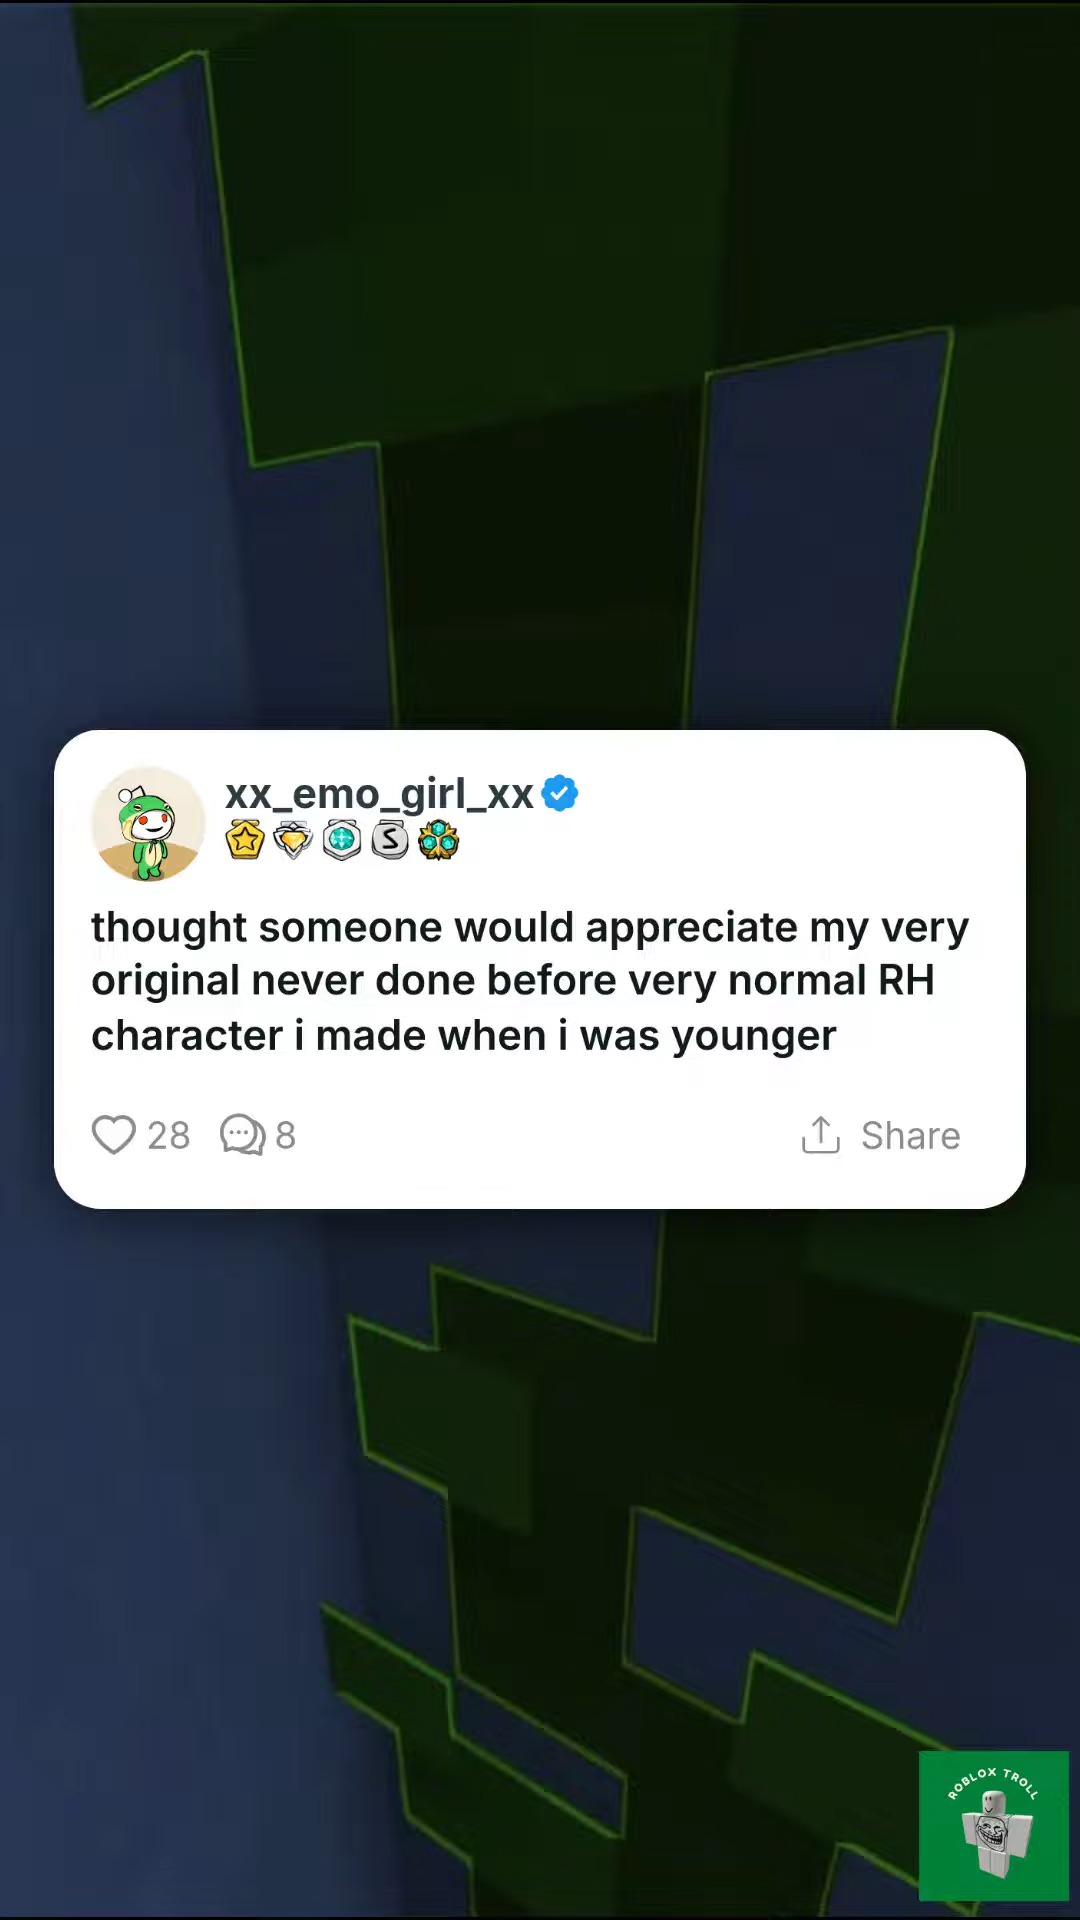 xx_emo_girl_xx
S
thought someone would appreciate my very
original never done before very normal RH
character i made when i was younger
28
8
Share
ROBLOX TROLL